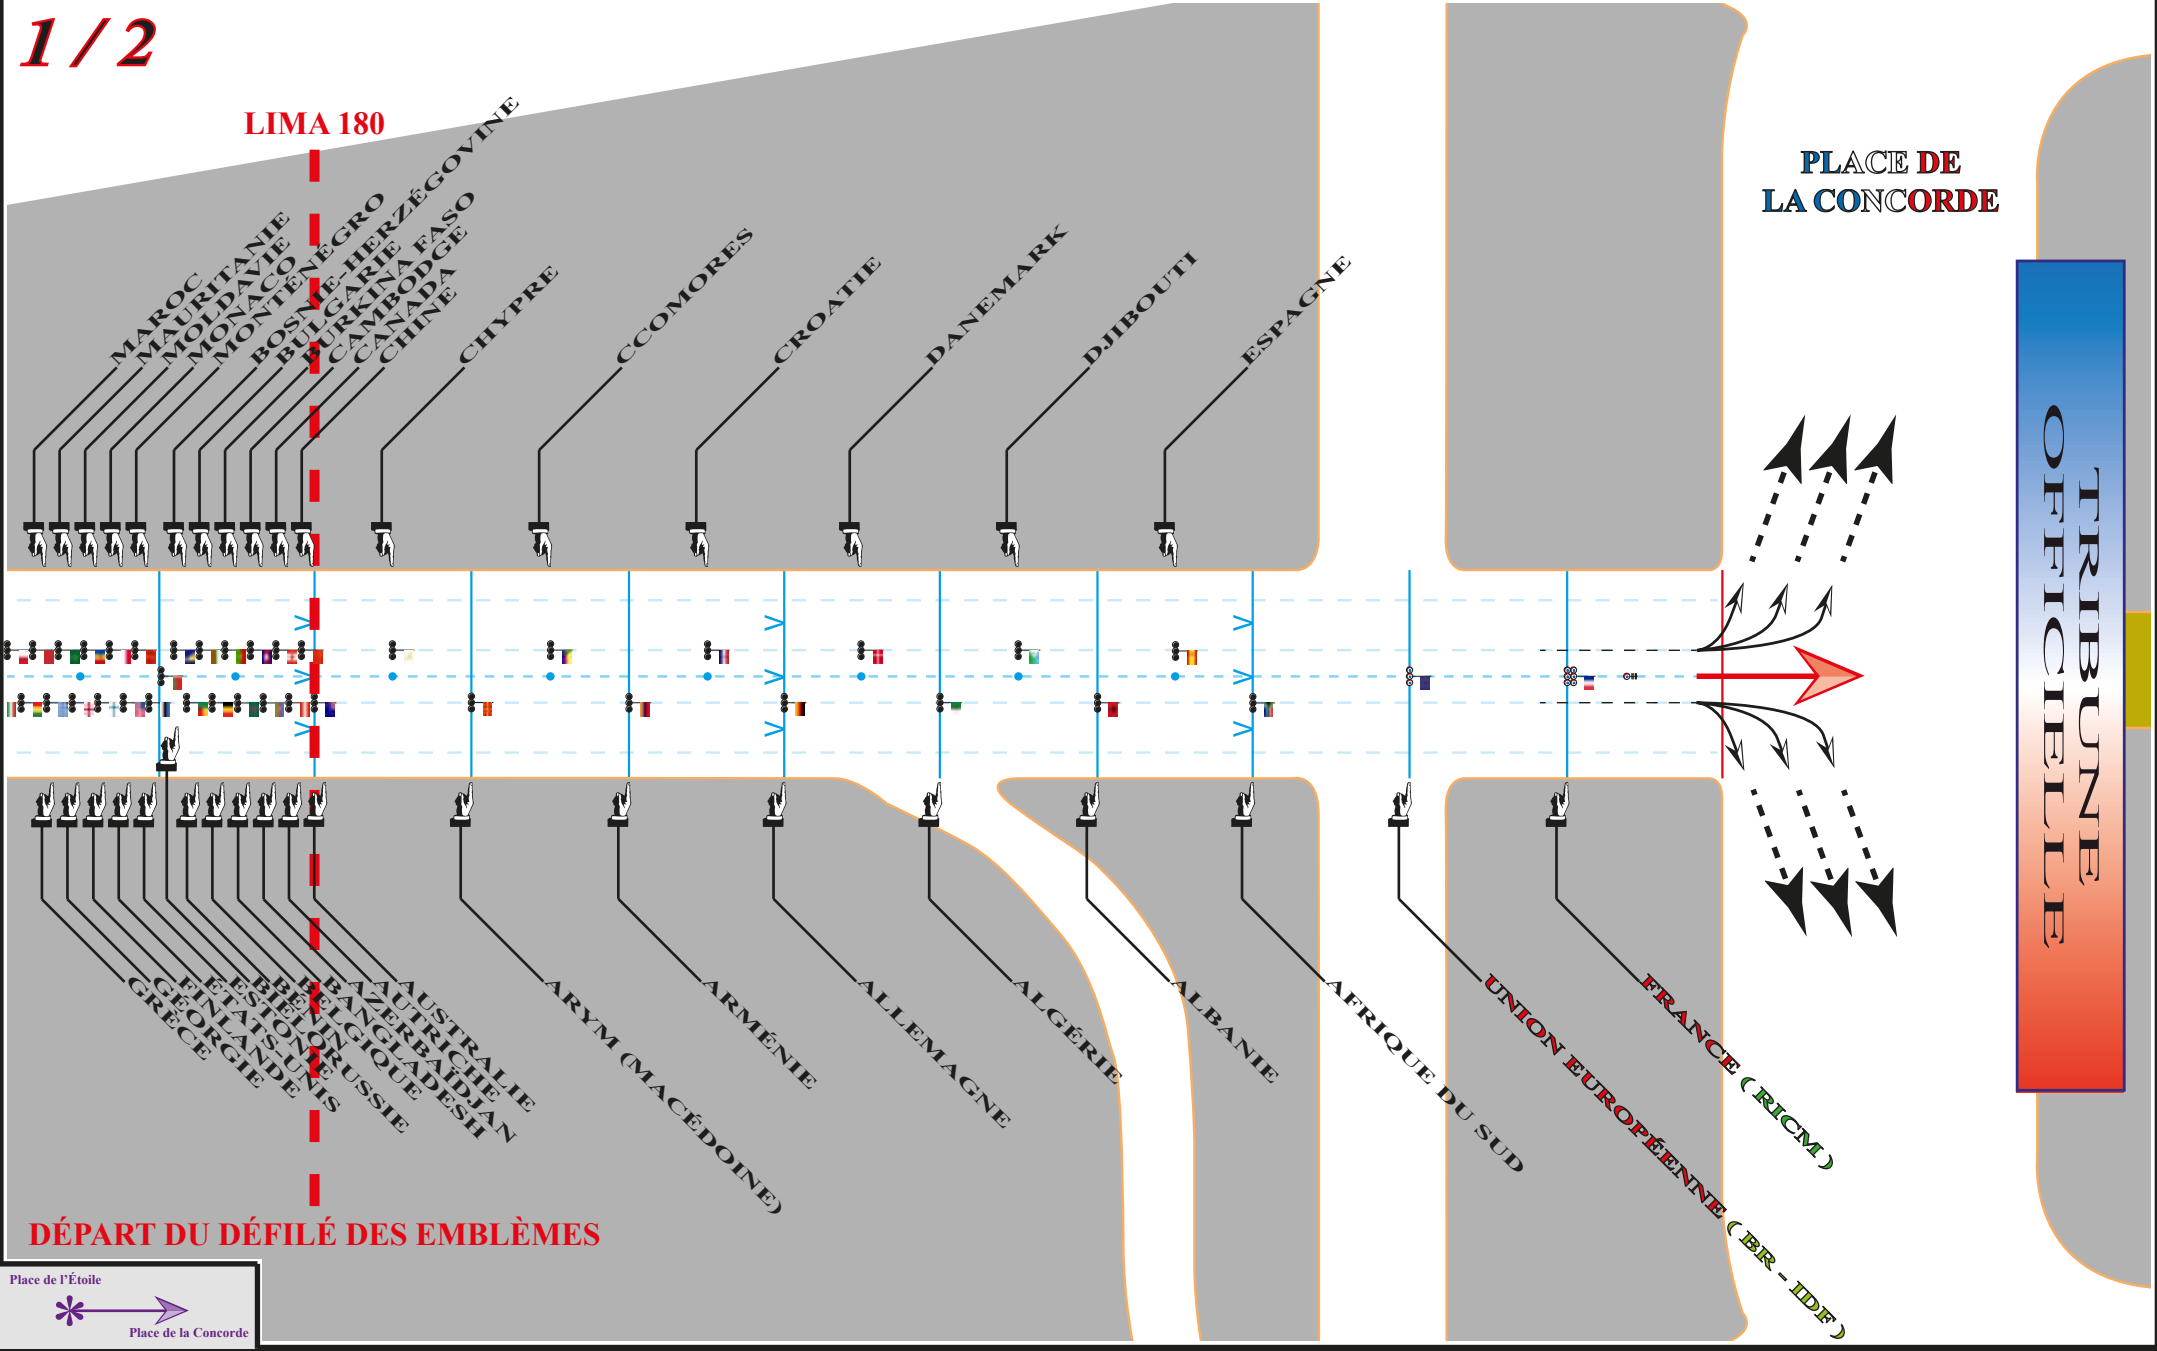 1 / 2
LIMA 180
PLACE DE
LA CONCORDE
MAROC
MAURITANIE
MOLDAVIE
MONACO
MONTÉNÉGRO
BOSNIE-HERZÉGOVINE
BULGARIE
BURKINA FASO
CAMBODGE
CANADA
CHINE
CHYPRE
CCOMORES
CROATIE
DANEMARK
DJIBOUTI
ESPAGNE
TRIBUNE
OFFICIELLE
GRÈCE
GÉORGIE
FINLANDE
ÉTATS-UNIS
ESTONIE
BIÉLORUSSIE
BÉNIN
BELGIQUE
BANGLADESH
AZERBAÏDJAN
AUTRICHE
AUSTRALIE
ARYM (MACÉDOINE)
ARMÉNIE
ALLEMAGNE
ALGÉRIE
ALBANIE
AFRIQUE DU SUD
UNION EUROPÉENNE ( BR - IDF )
FRANCE ( RICM )
DÉPART DU DÉFILÉ DES EMBLÈMES
Place de l'Étoile
Place de la Concorde